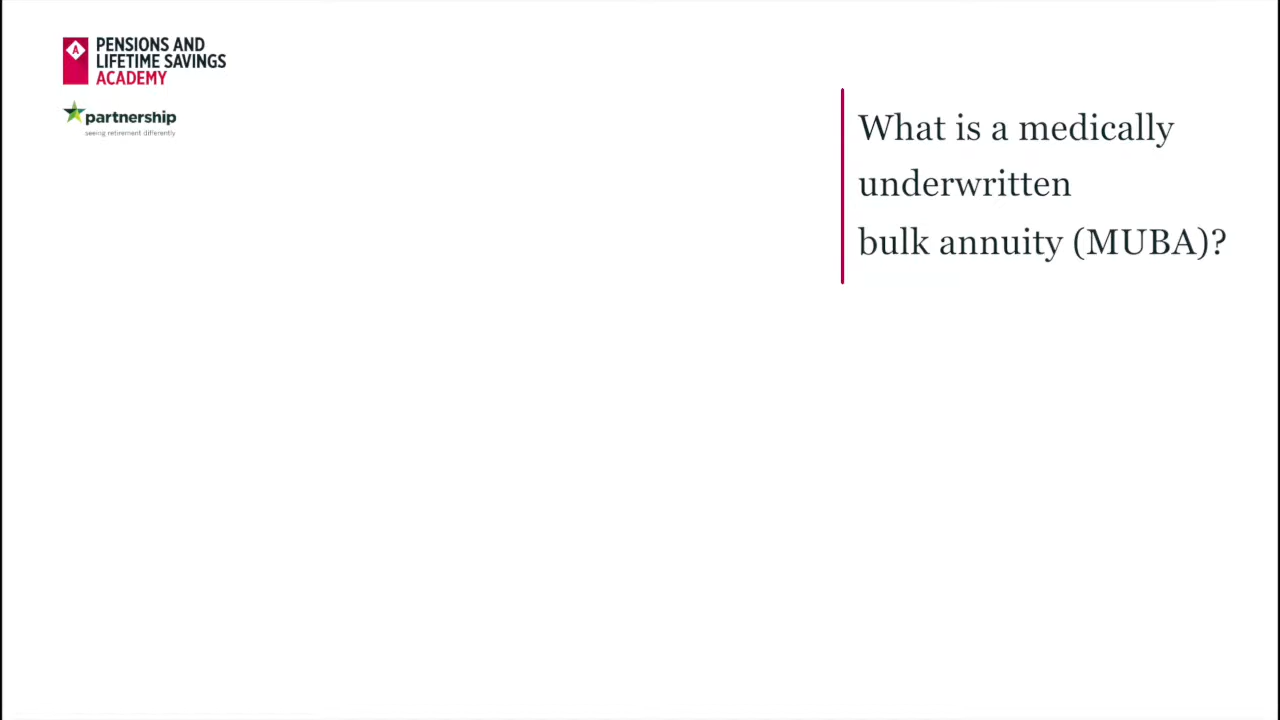 PENSIONS AND
LIFETIME SAVINGS
ACADEMY
partnership
seeing retirement differently
What is a medically
underwritten
bulk annuity (MUBA)?